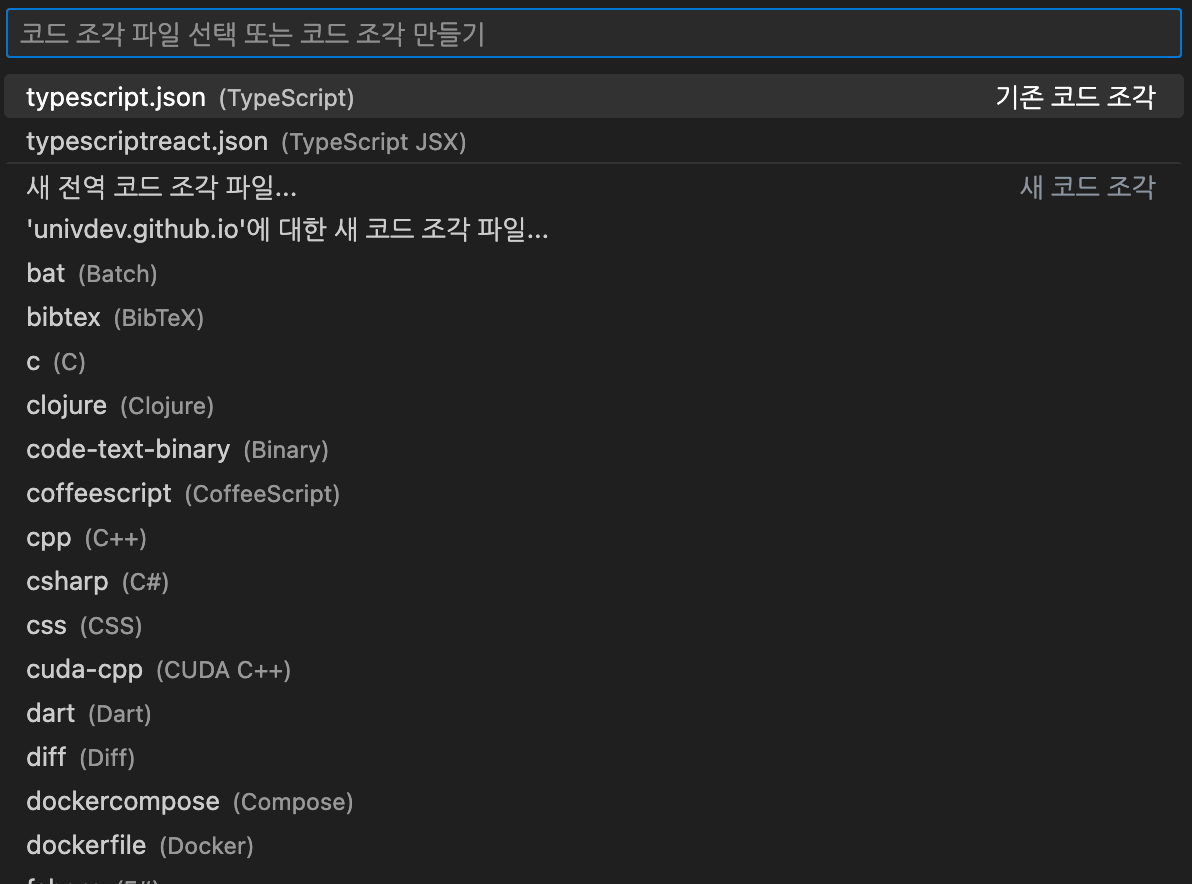 코드 조각 파일 선택 또는 코드 조각 만들기
typescript.json (TypeScript) 기존 코드 조각
typescriptreact.json (TypeScript JSX)
새 전역 코드 조각 파일... 새 코드 조각
'univdev.github.io'에 대한 새 코드 조각 파일...
bat (Batch)
bibtex (BibTeX)
c (C)
clojure (Clojure)
code-text-binary (Binary)
coffeescript (CoffeeScript)
cpp (C++)
csharp (C#)
css (CSS)
cuda-cpp (CUDA C++)
dart (Dart)
diff (Diff)
dockercompose (Compose)
dockerfile (Docker)